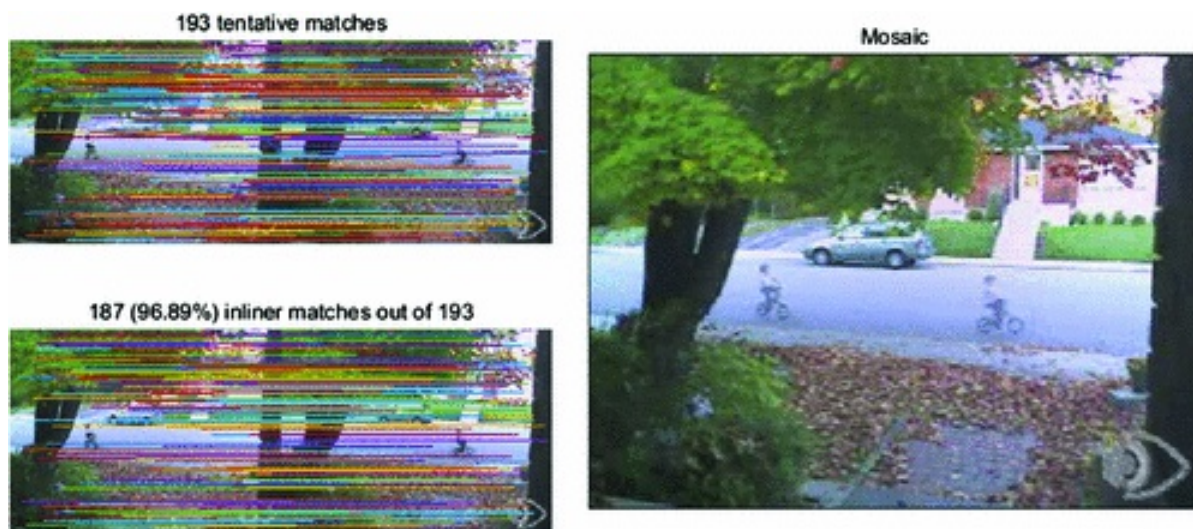 193 tentative matches
187 (96.89%) inliner matches out of 193
Mosaic